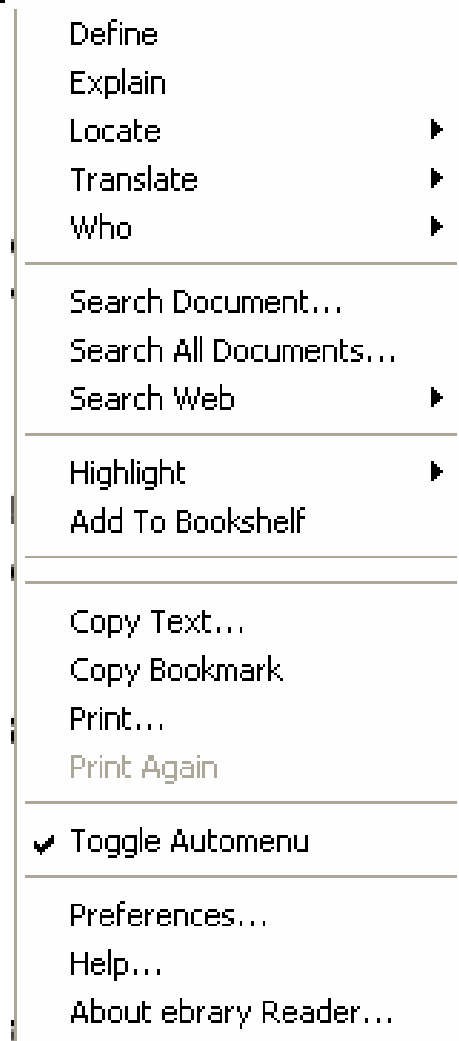 Define
Explain
Locate
Translate
Who
Search Document...
Search All Documents...
Search Web
Highlight
Add To Bookshelf
Copy Text...
Copy Bookmark
Print...
Print Again
Toggle Automenu
Preferences...
Help...
About ebrary Reader...